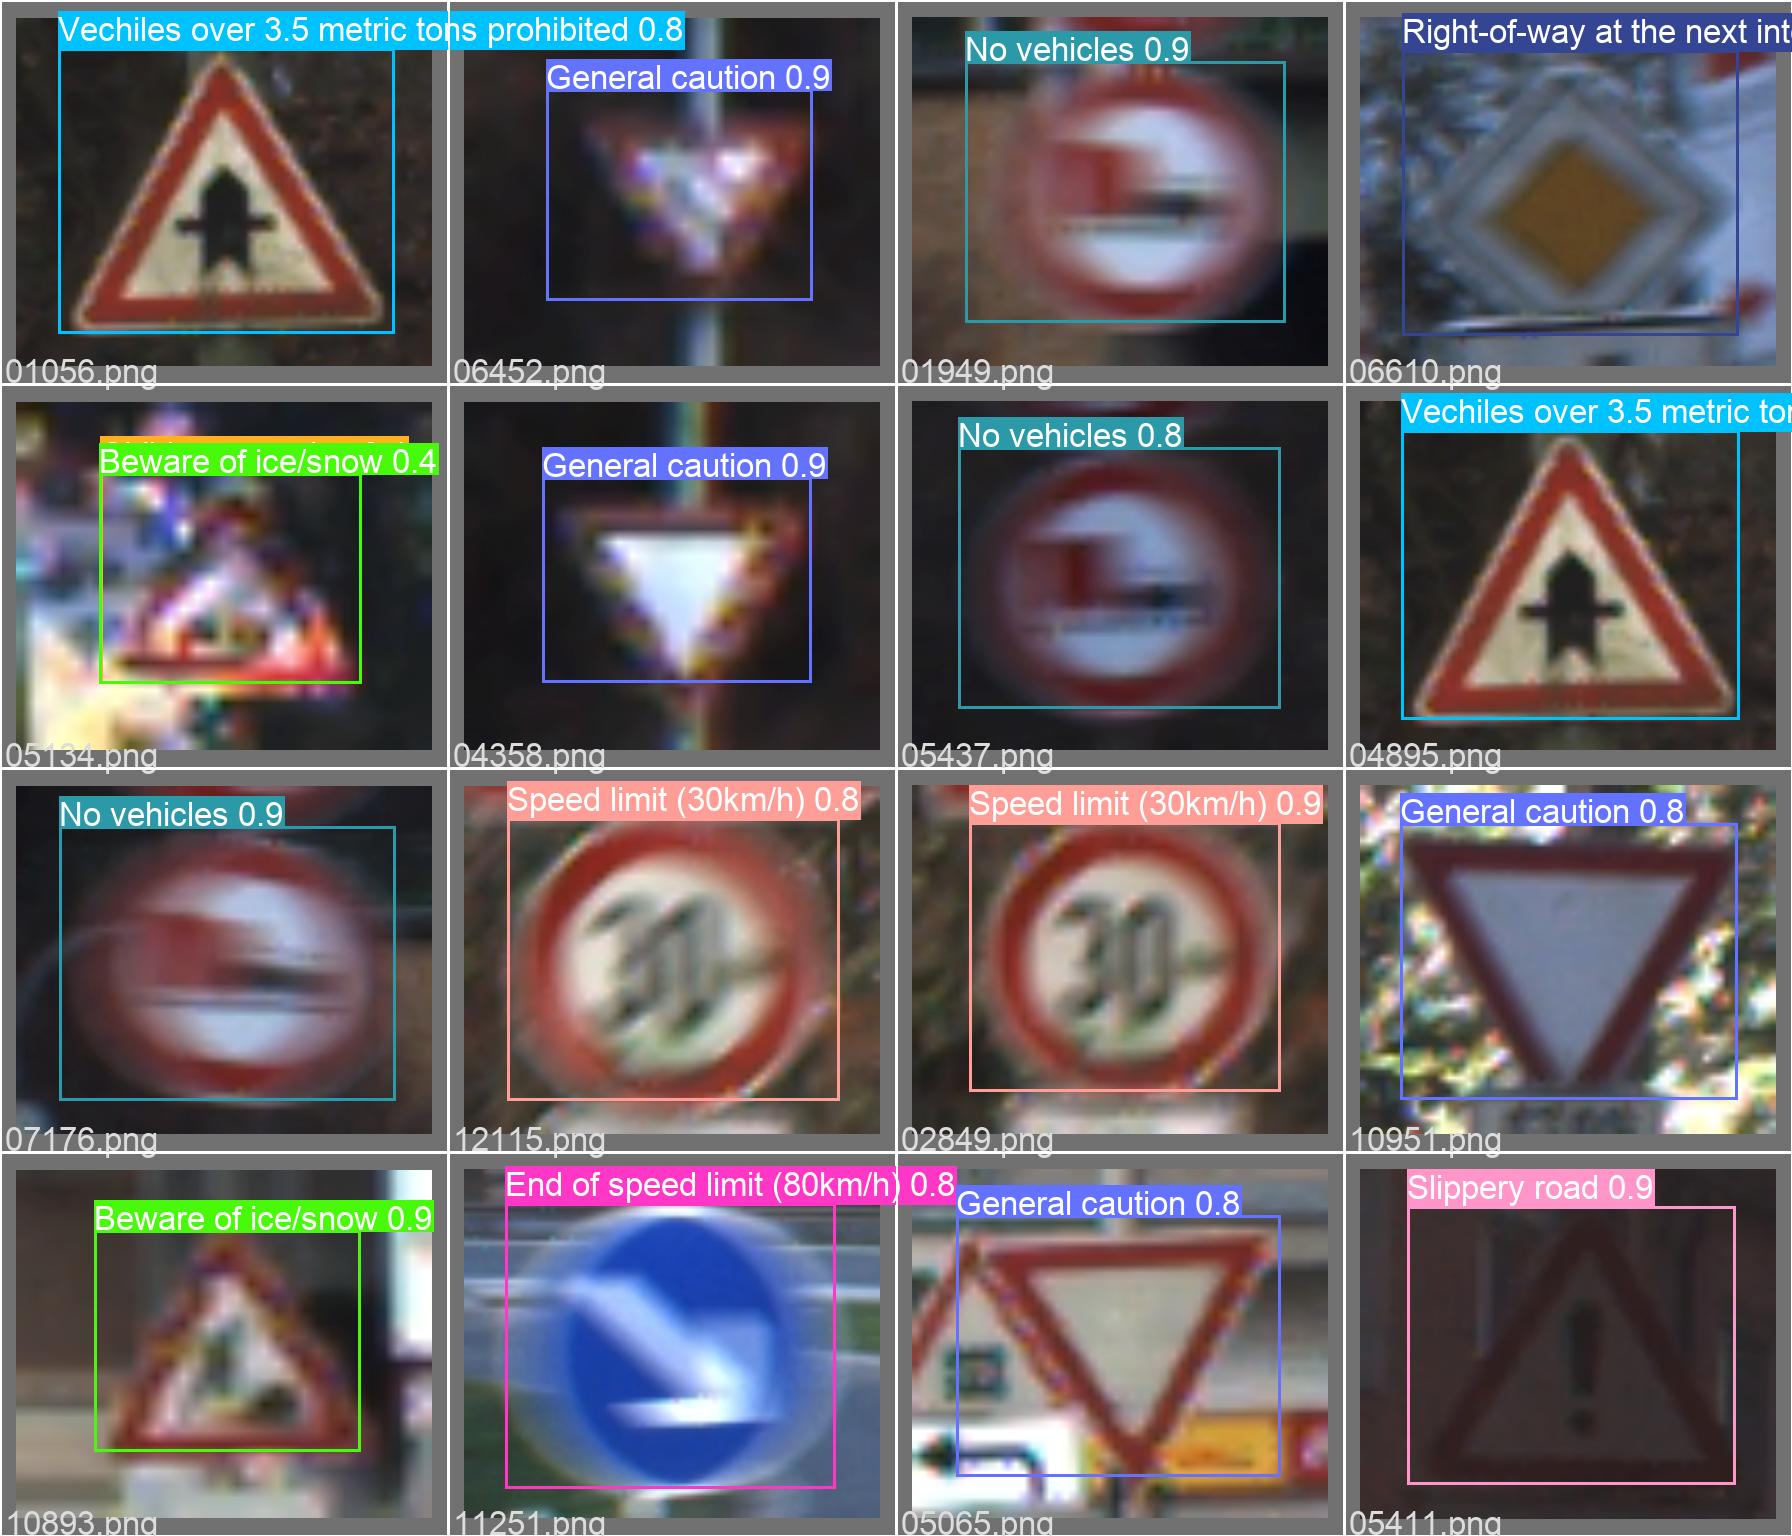 Vechiles over 3.5 metric tons prohibited 0.8
General caution 0.9
No vehicles 0.9
Right-of-way at the next int
01056.png
06452.png
01949.png
06610.png
Beware of ice/snow 0.4
General caution 0.9
No vehicles 0.8
Vechiles over 3.5 metric to
05134.png
04358.png
05437.png
04895.png
No vehicles 0.9
Speed limit (30km/h) 0.8
30
Speed limit (30km/h) 0.9
30
General caution 0.8
07176.png
12115.png
02849.png
10951.png
Beware of ice/snow 0.9
End of speed limit (80km/h) 0.8
General caution 0.8
Slippery road 0.9
!
10893.png
11251.png
05065.png
05411.png